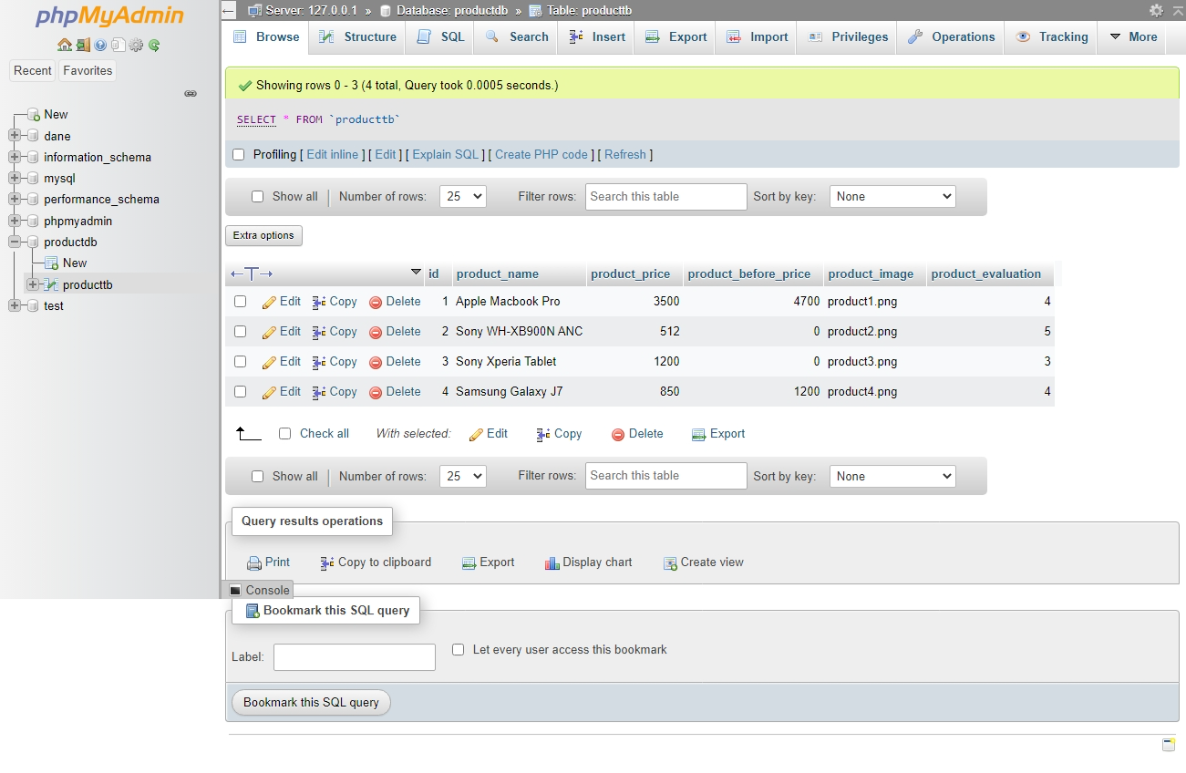 phpMyAdmin
Recent Favorites
New
dane
information_schema
mysql
performance_schema
phpmyadmin
productdb
New
producttb
test
Server: 127.0.0.1 » Database: productdb » Table: producttb
Browse Structure SQL Search Insert Export Import Privileges Operations Tracking More
Showing rows 0 - 3 (4 total, Query took 0.0005 seconds.)
SELECT * FROM `producttb`
Profiling [ Edit inline ] [ Edit ] [ Explain SQL ] [ Create PHP code ] [ Refresh ]
Show all Number of rows: 25 Filter rows: Search this table Sort by key: None
Extra options
←T→ id product_name product_price product_before_price product_image product_evaluation
Edit Copy Delete 1 Apple Macbook Pro 3500 4700 product1.png 4
Edit Copy Delete 2 Sony WH-XB900N ANC 512 0 product2.png 5
Edit Copy Delete 3 Sony Xperia Tablet 1200 0 product3.png 3
Edit Copy Delete 4 Samsung Galaxy J7 850 1200 product4.png 4
Check all With selected: Edit Copy Delete Export
Show all Number of rows: 25 Filter rows: Search this table Sort by key: None
Query results operations
Print Copy to clipboard Export Display chart Create view
Console
Bookmark this SQL query
Label: Let every user access this bookmark
Bookmark this SQL query